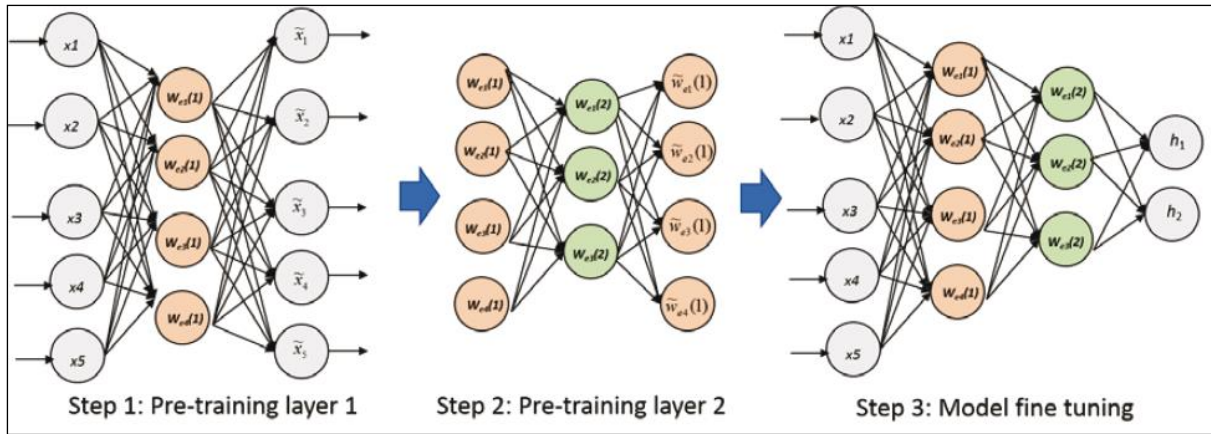 x1
x2
x3
x4
x5
We1(1)
We2(1)
We3(1)
We4(1)
x̃1
x̃2
x̃3
x̃4
x̃5
Step 1: Pre-training layer 1
We1(1)
We2(1)
We3(1)
We4(1)
We1(2)
We2(2)
We3(2)
w̃e1(1)
w̃e2(1)
w̃e3(1)
w̃e4(1)
Step 2: Pre-training layer 2
x1
x2
x3
x4
x5
We1(1)
We2(1)
We3(1)
We4(1)
We1(2)
We2(2)
We3(2)
h1
h2
Step 3: Model fine tuning